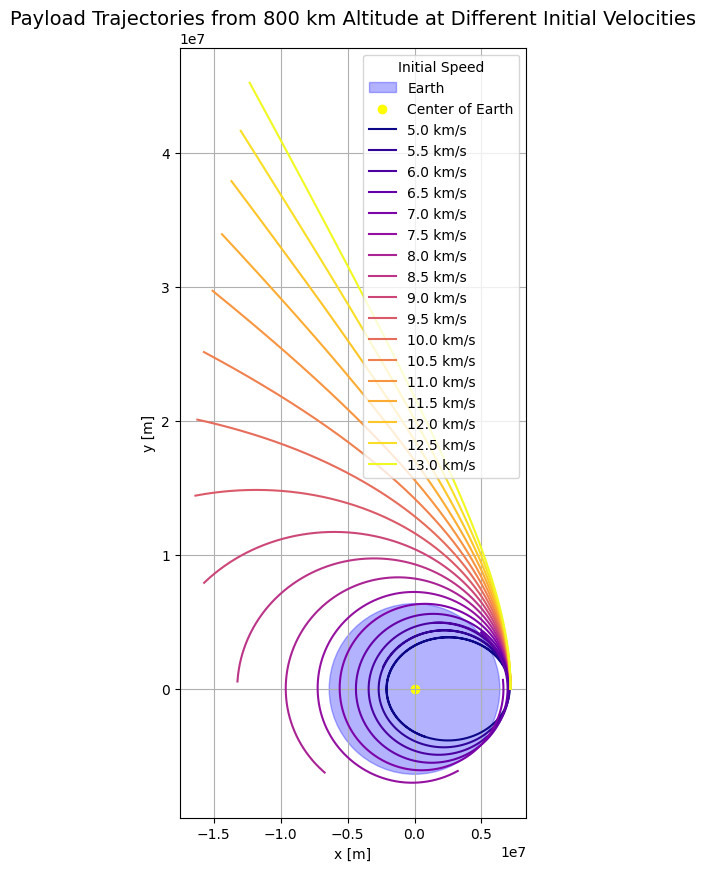 Payload Trajectories from 800 km Altitude at Different Initial Velocities
1e7
Initial Speed
Earth
Center of Earth
5.0 km/s
5.5 km/s
6.0 km/s
6.5 km/s
7.0 km/s
7.5 km/s
8.0 km/s
8.5 km/s
9.0 km/s
9.5 km/s
10.0 km/s
10.5 km/s
11.0 km/s
11.5 km/s
12.0 km/s
12.5 km/s
13.0 km/s
4
3
2
1
0
y [m]
−1.5
−1.0
−0.5
0.0
0.5
x [m]
1e7